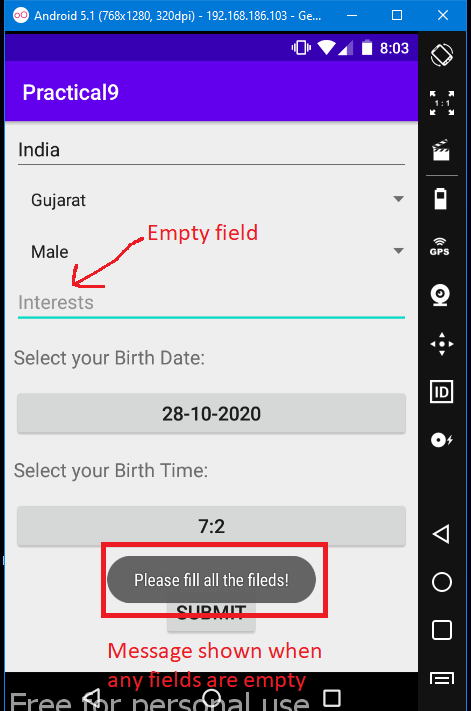 Android 5.1 (768x1280, 320dpi) - 192.168.186.103 - Ge...
8:03
Practical9
India
Gujarat
Empty field
Male
Interests
Select your Birth Date:
28-10-2020
Select your Birth Time:
7:2
Please fill all the fileds!
SUBMIT
Message shown when
any fields are empty
Free for personal use
1:1
GPS
ID